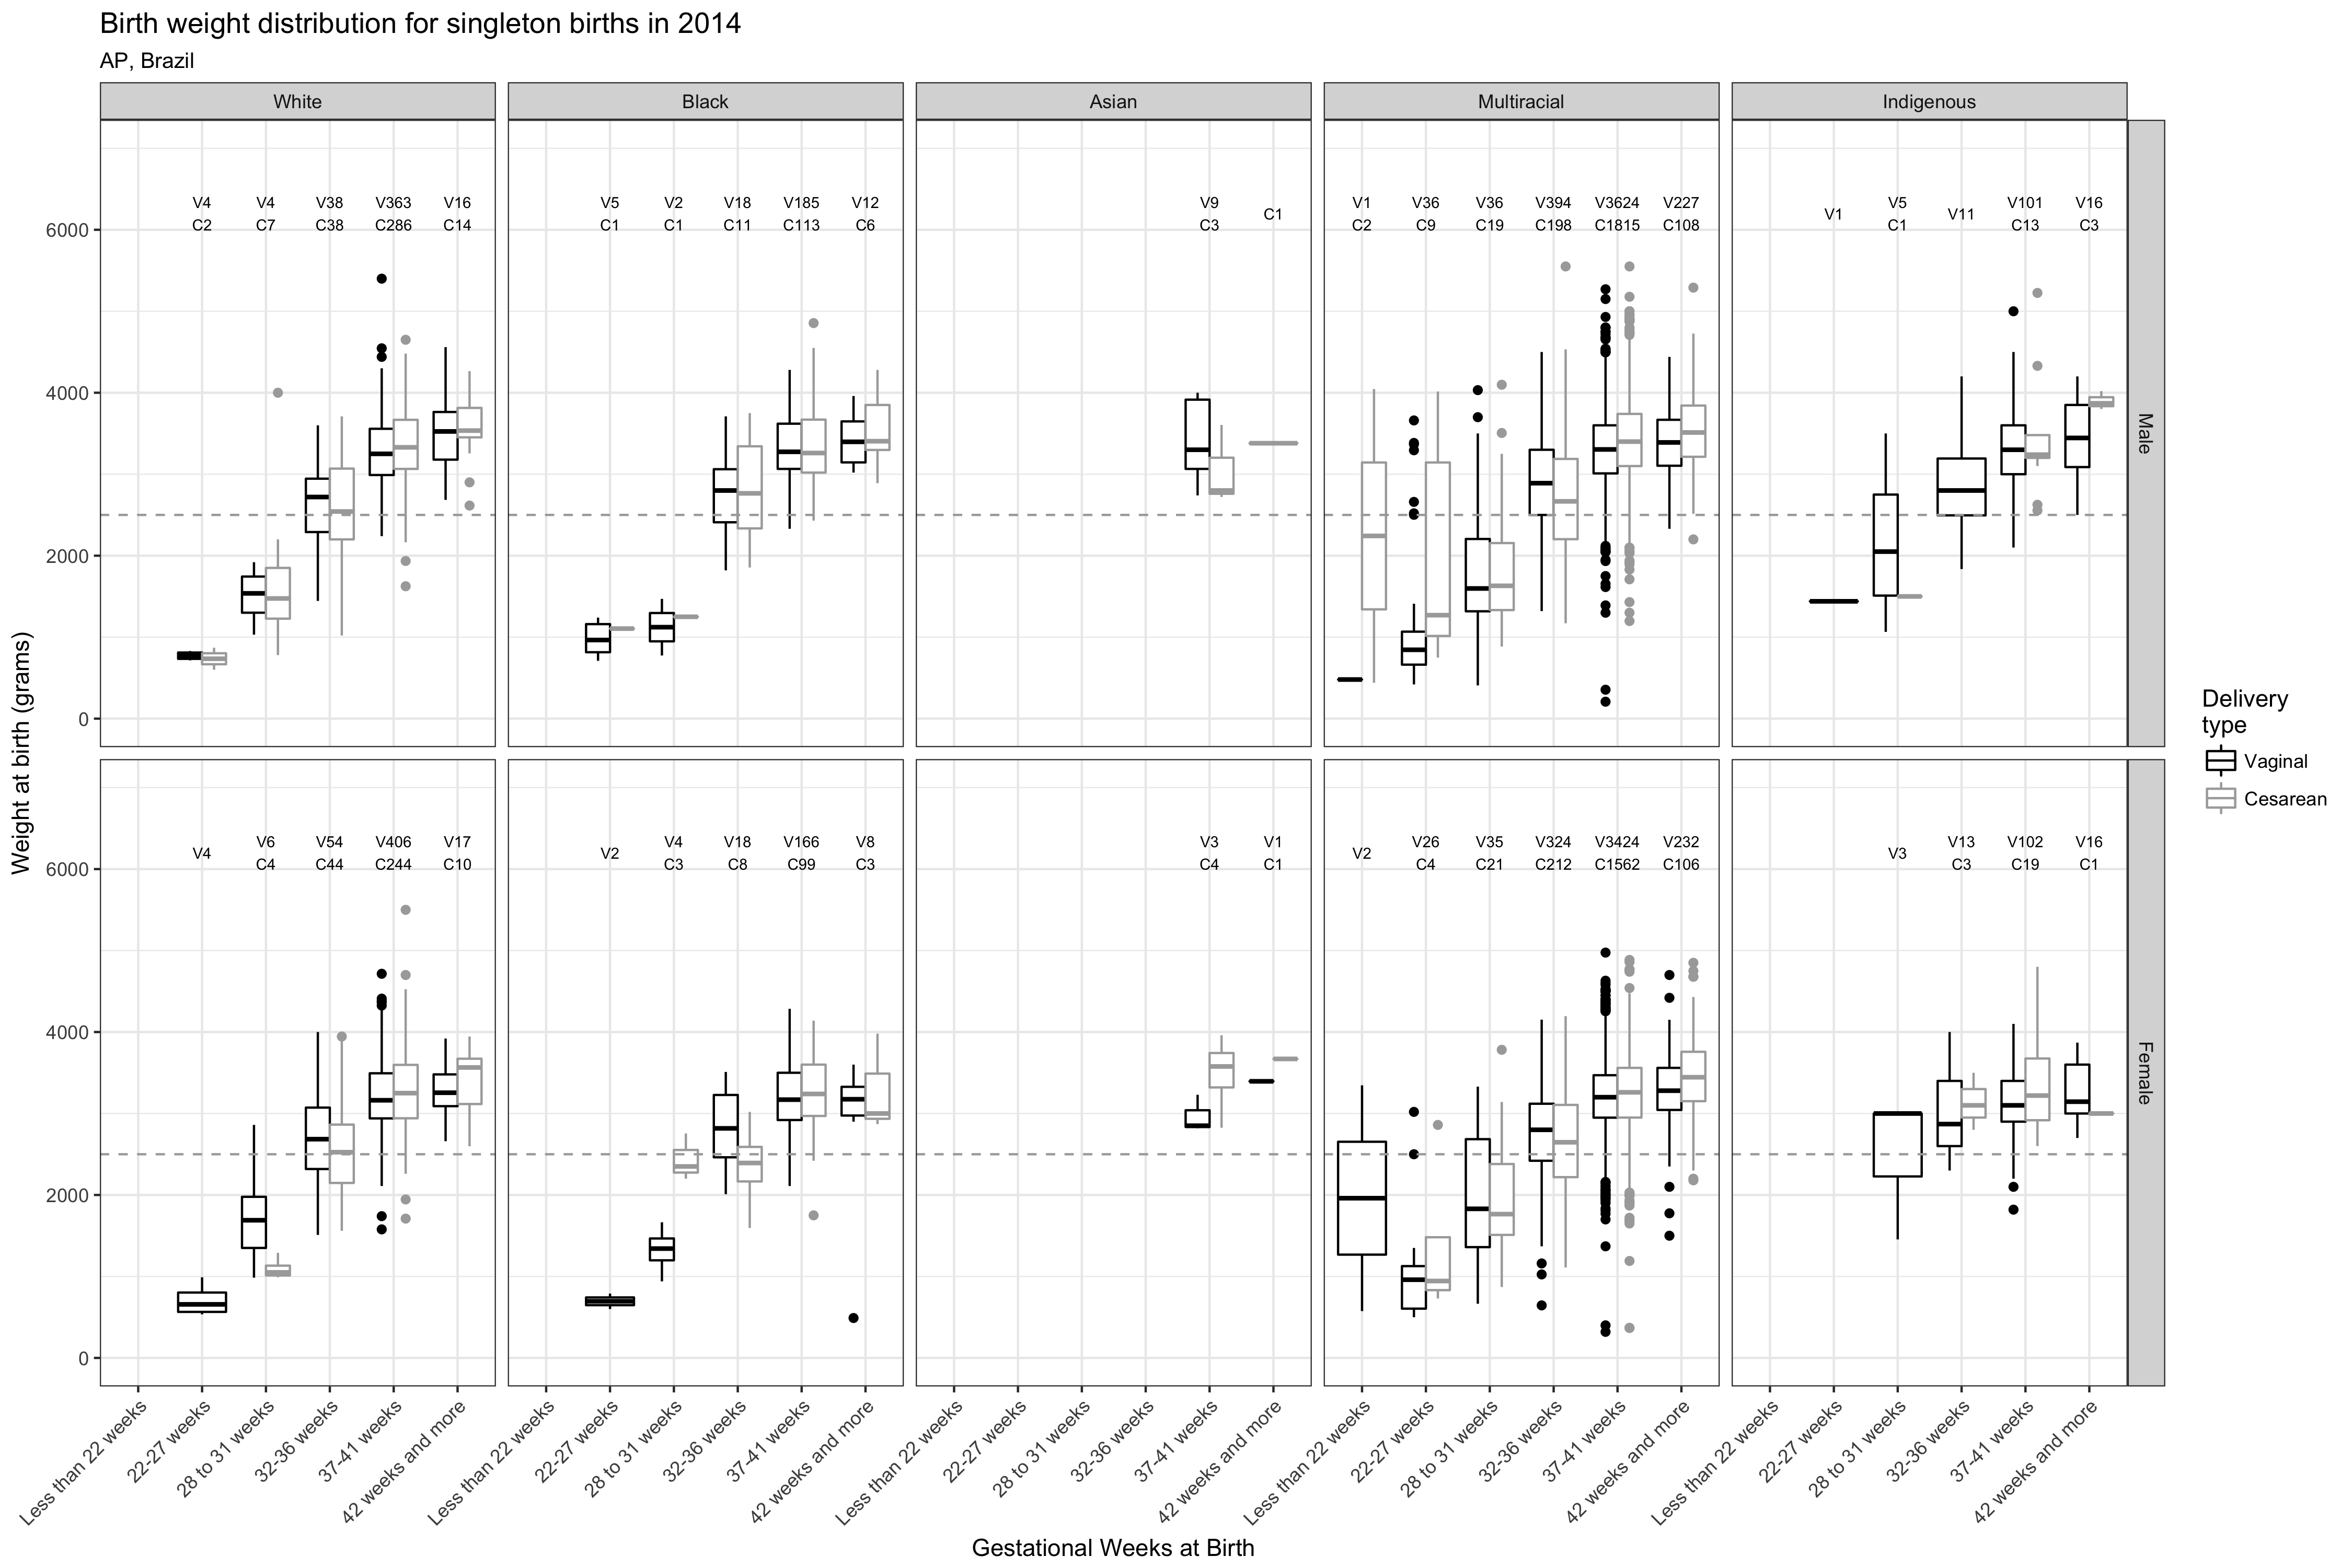 Birth weight distribution for singleton births in 2014
AP, Brazil
White Black Asian Multiracial Indigenous
V4 V4 V38 V363 V16 V5 V2 V18 V185 V12 V9 C1 V1 V36 V36 V394 V3624 V227 V1 V5 V11 V101 V16
C2 C7 C38 C286 C14 C1 C1 C11 C113 C6 C3 C2 C9 C19 C198 C1815 C108 C1 C13 C3
6000
4000
2000
0
Male
V4 V6 V54 V406 V17 V2 V4 V18 V166 V8 V3 V1 V2 V26 V35 V324 V3424 V232 V3 V13 V102 V16
C4 C44 C244 C10 C3 C8 C99 C3 C4 C1 C4 C21 C212 C1562 C106 C3 C19 C1
6000
4000
2000
0
Female
Weight at birth (grams)
Less than 22 weeks
22-27 weeks
28 to 31 weeks
32-36 weeks
37-41 weeks
42 weeks and more
Less than 22 weeks
22-27 weeks
28 to 31 weeks
32-36 weeks
37-41 weeks
42 weeks and more
Less than 22 weeks
22-27 weeks
28 to 31 weeks
32-36 weeks
37-41 weeks
42 weeks and more
Less than 22 weeks
22-27 weeks
28 to 31 weeks
32-36 weeks
37-41 weeks
42 weeks and more
Less than 22 weeks
22-27 weeks
28 to 31 weeks
32-36 weeks
37-41 weeks
42 weeks and more
Gestational Weeks at Birth
Delivery
type
Vaginal
Cesarean